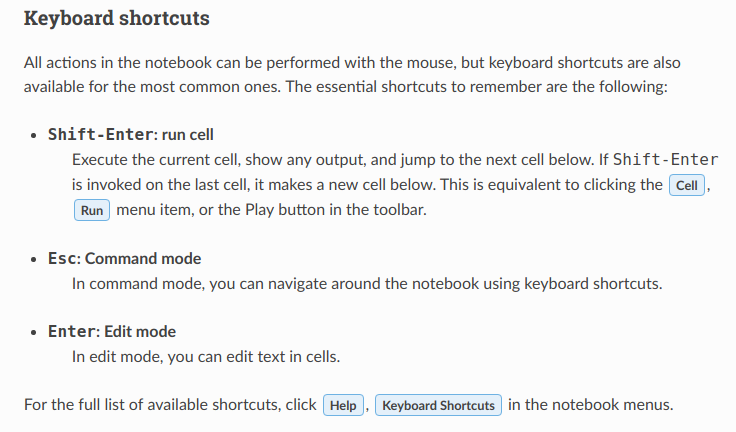 Keyboard shortcuts
All actions in the notebook can be performed with the mouse, but keyboard shortcuts are also
available for the most common ones. The essential shortcuts to remember are the following:
• Shift-Enter: run cell
Execute the current cell, show any output, and jump to the next cell below. If Shift-Enter
is invoked on the last cell, it makes a new cell below. This is equivalent to clicking the Cell,
Run menu item, or the Play button in the toolbar.
• Esc: Command mode
In command mode, you can navigate around the notebook using keyboard shortcuts.
• Enter: Edit mode
In edit mode, you can edit text in cells.
For the full list of available shortcuts, click Help, Keyboard Shortcuts in the notebook menus.